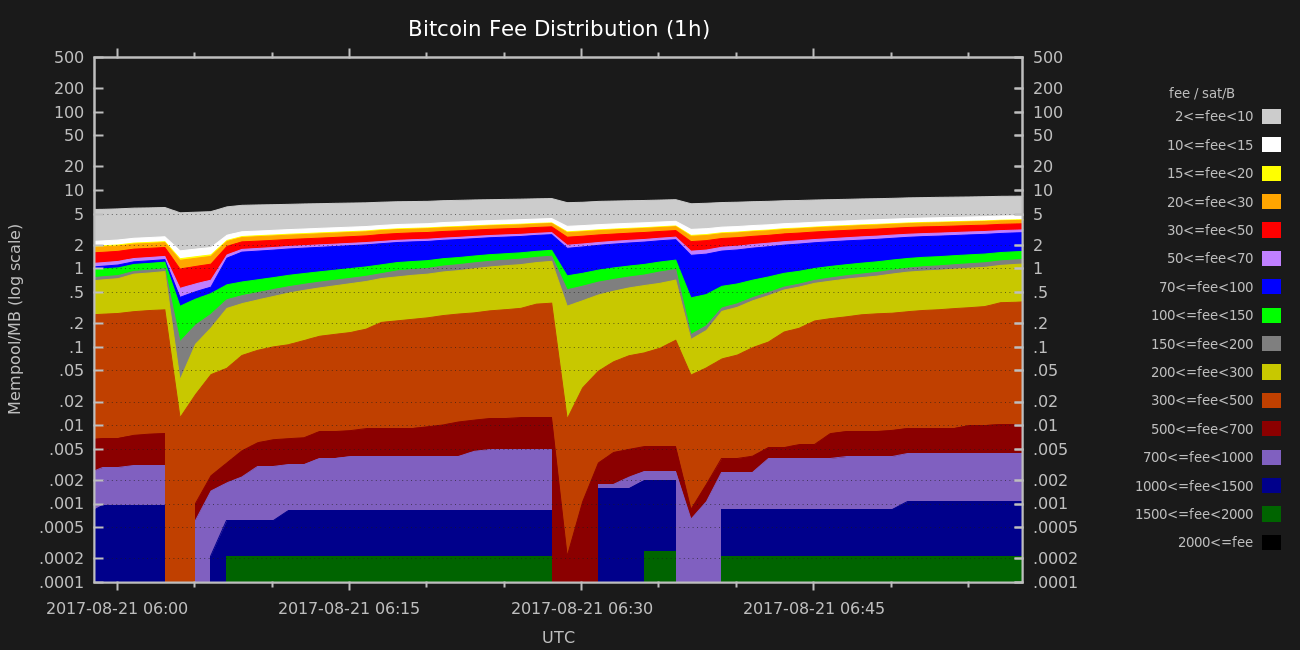 Bitcoin Fee Distribution (1h)
500 500
200 200
100 100
50 50
20 20
10 10
5 5
2 2
1 1
.5 .5
.2 .2
.1 .1
.05 .05
.02 .02
.01 .01
.005 .005
.002 .002
.001 .001
.0005 .0005
.0002 .0002
.0001 .0001
Mempool/MB (log scale)
2017-08-21 06:00 2017-08-21 06:15 2017-08-21 06:30 2017-08-21 06:45
UTC
fee / sat/B
2<=fee<10
10<=fee<15
15<=fee<20
20<=fee<30
30<=fee<50
50<=fee<70
70<=fee<100
100<=fee<150
150<=fee<200
200<=fee<300
300<=fee<500
500<=fee<700
700<=fee<1000
1000<=fee<1500
1500<=fee<2000
2000<=fee